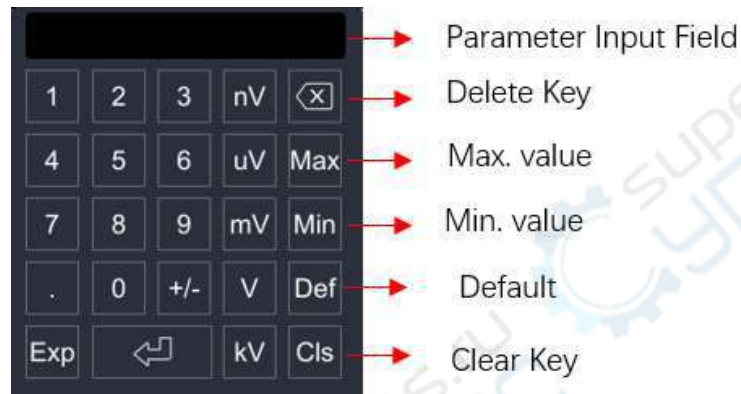 Parameter Input Field
1 2 3 nV Delete Key
4 5 6 uV Max Max. value
7 8 9 mV Min Min. value
. 0 +/- V Def Default
Exp kV Cls Clear Key